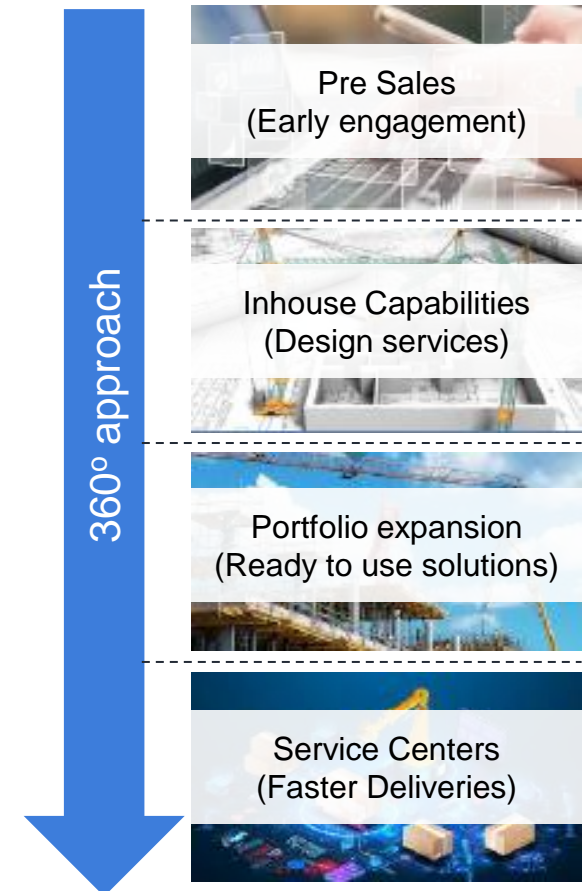 360º approach
Pre Sales
(Early engagement)
Inhouse Capabilities
(Design services)
Portfolio expansion
(Ready to use solutions)
Service Centers
(Faster Deliveries)